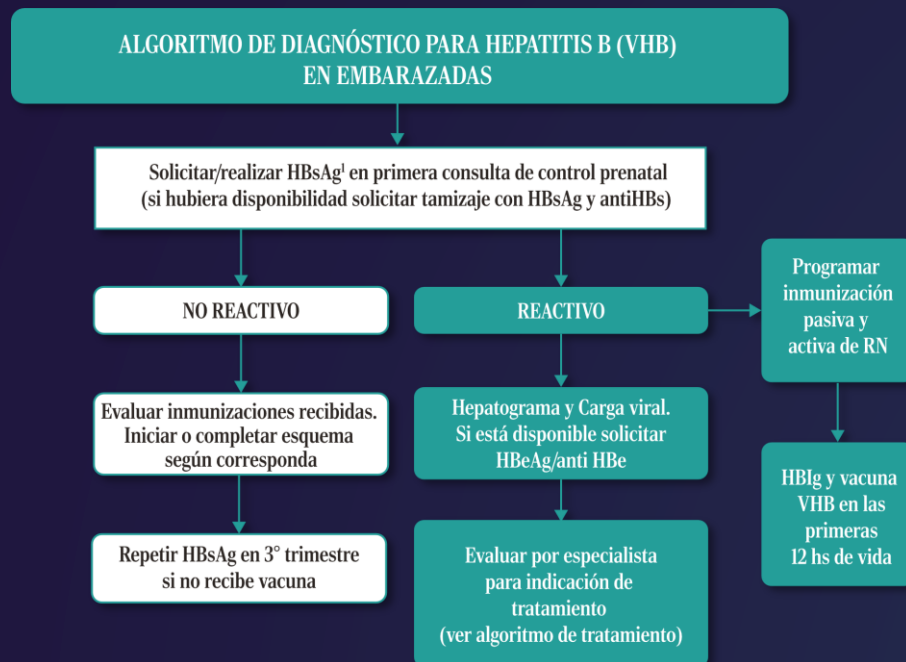 ALGORITMO DE DIAGNÓSTICO PARA HEPATITIS B (VHB)
EN EMBARAZADAS
Solicitar/realizar HBsAg¹ en primera consulta de control prenatal
(si hubiera disponibilidad solicitar tamizaje con HBsAg y antiHBs)
NO REACTIVO
REACTIVO
Programar
inmunización
pasiva y
activa de RN
Evaluar inmunizaciones recibidas.
Iniciar o completar esquema
según corresponda
Hepatograma y Carga viral.
Si está disponible solicitar
HBeAg/anti HBe
HBIg y vacuna
VHB en las
primeras
12 hs de vida
Repetir HBsAg en 3° trimestre
si no recibe vacuna
Evaluar por especialista
para indicación de
tratamiento
(ver algoritmo de tratamiento)